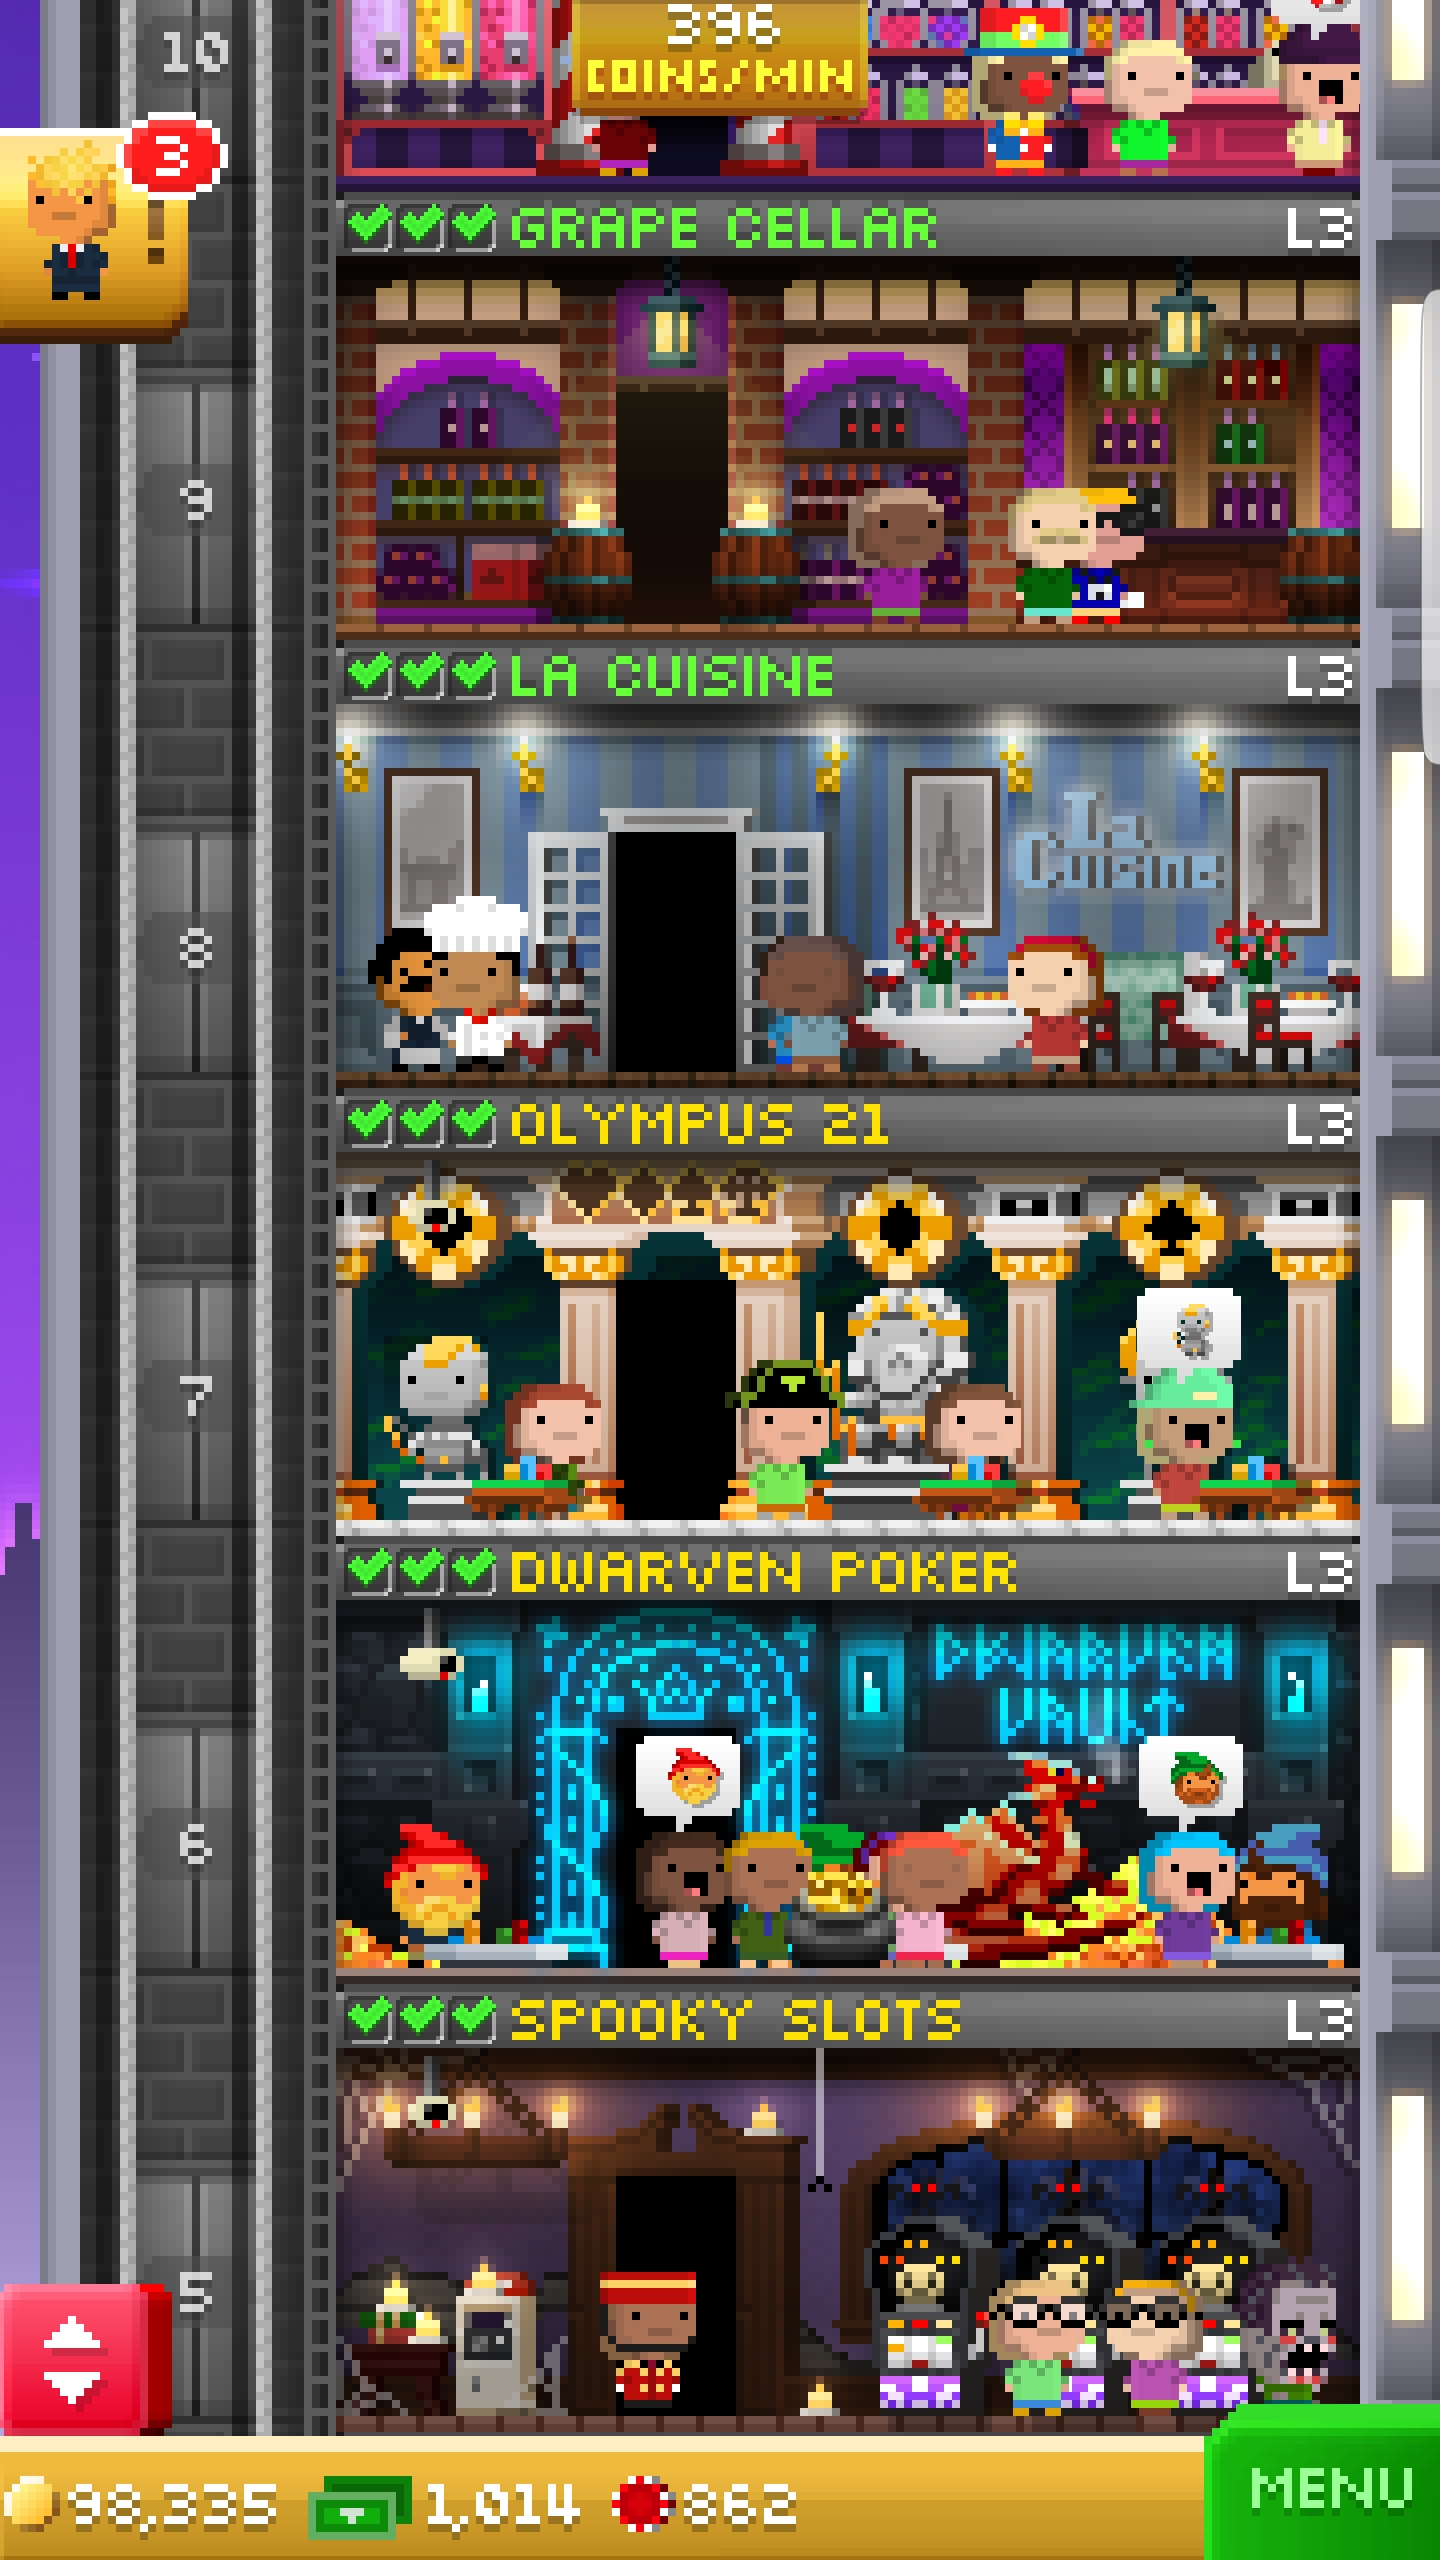 396
COINS/MIN
10
3
!
GRAPE CELLAR L3
9
LA CUISINE L3
La
Cuisine
8
OLYMPUS 21 L3
7
DWARVEN POKER L3
DWARVEN
VAULT
6
SPOOKY SLOTS L3
5
98,335 1,014 862
MENU